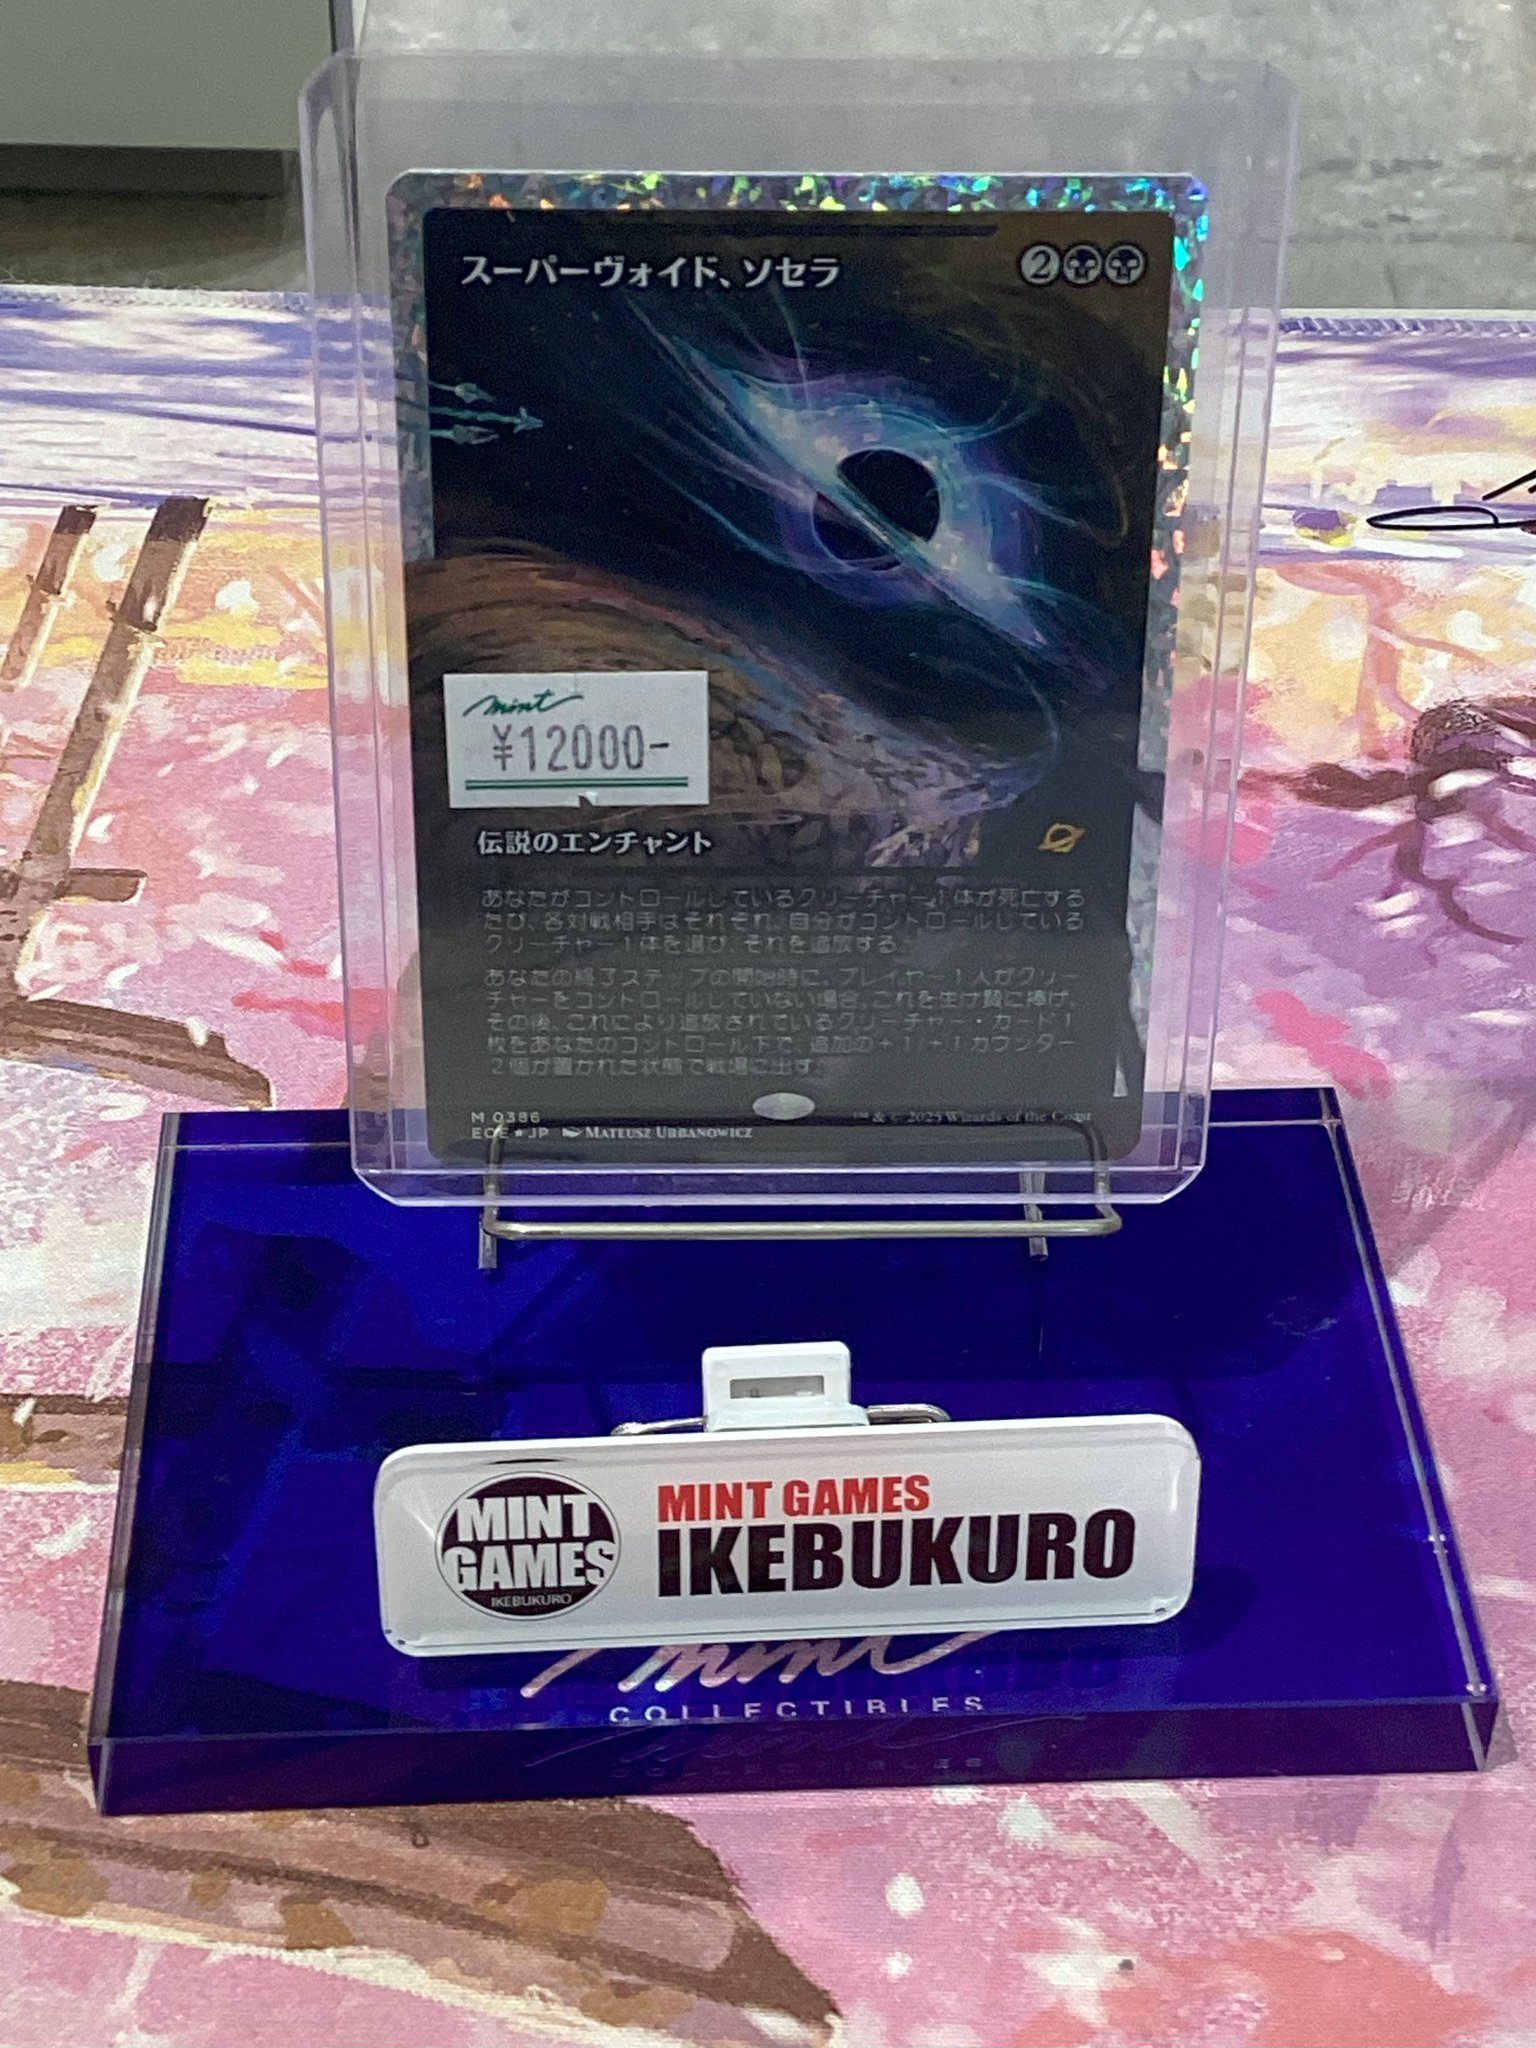 スーパーヴォイド、ソセラ
2
mint
¥12000-
伝説のエンチャント
あなたがコントロールしているクリーチャー1体が死亡する
たび、各対戦相手はそれぞれ、自分がコントロールしている
クリーチャー1体を選び、それを追放する。
あなたの終了ステップの開始時に、プレイヤー1人がクリー
チャーをコントロールしていない場合、これを生け贄に捧げ、
その後、これにより追放されているクリーチャー・カード1
枚をあなたのコントロール下で、追加の+1/+1カウンター
2個が置かれた状態で戦場に出す。
M 0386
™ & © 2025 Wizards of the Coast
EOE★JP MATEUSZ URBANOWICZ
MINT
GAMES
IKEBUKURO
MINT GAMES
IKEBUKURO
mint
COLLECTIBLES